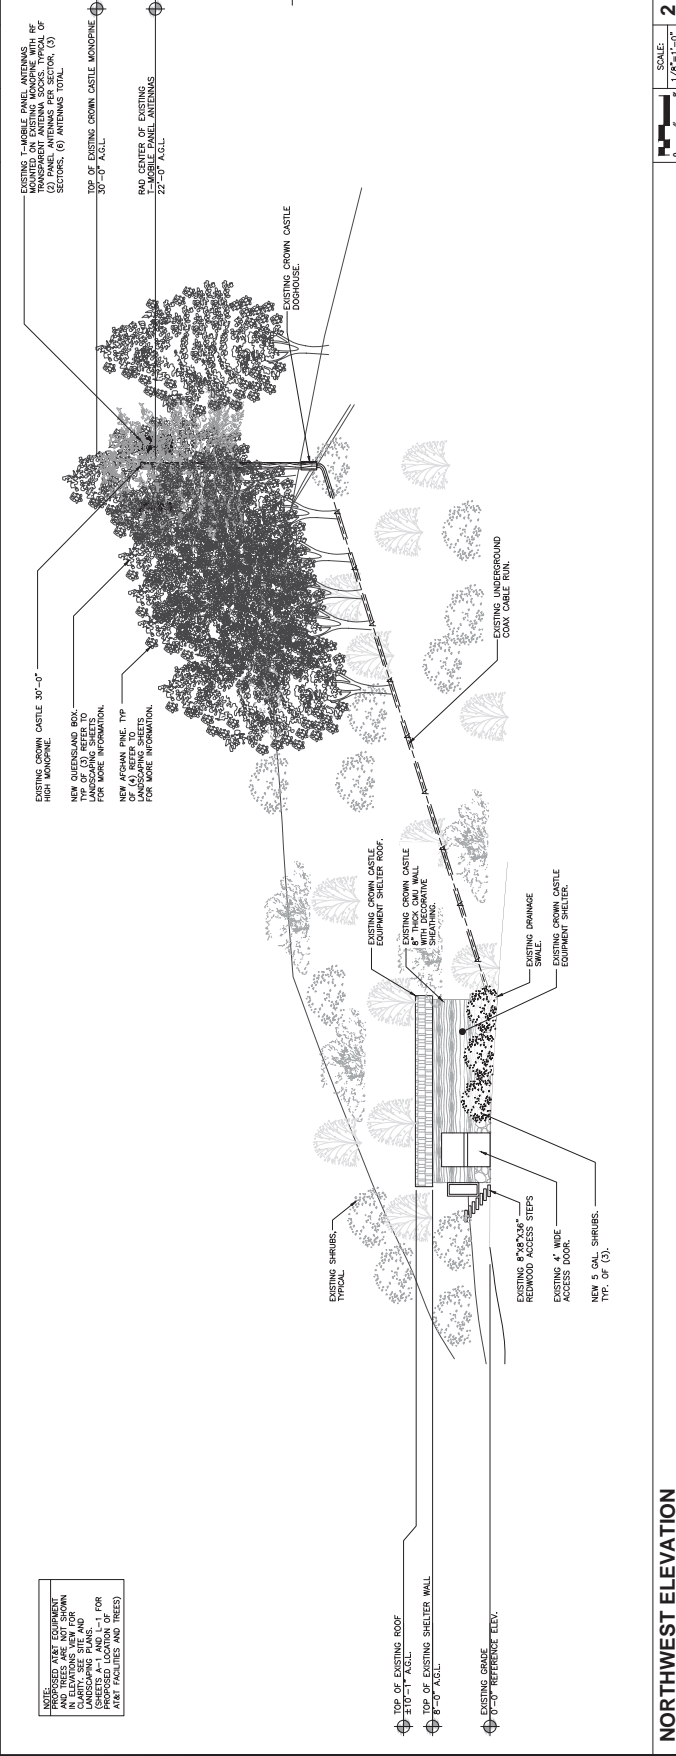 NOTE:
PROPOSED AT&T EQUIPMENT
AND TREES ARE NOT SHOWN
IN ELEVATIONS VIEW FOR
CLARITY. SEE SITE AND
LANDSCAPING PLANS.
(SHEETS A-1 AND L-1 FOR
PROPOSED LOCATION OF
AT&T FACILITIES AND TREES)
EXISTING CROWN CASTLE 30'-0"
HIGH MONOPINE.
NEW QUEENSLAND BOX.
TYP OF (3) REFER TO
LANDSCAPING SHEETS
FOR MORE INFORMATION.
NEW AFGHAN PINE. TYP
OF (4) REFER TO
LANDSCAPING SHEETS
FOR MORE INFORMATION.
EXISTING T-MOBILE PANEL ANTENNAS
MOUNTED ON EXISTING MONOPINE WITH RF
TRANSPARENT ANTENNA SOCKS. TYPICAL OF
(2) PANEL ANTENNAS PER SECTOR, (3)
SECTORS, (6) ANTENNAS TOTAL.
TOP OF EXISTING CROWN CASTLE MONOPINE
30'-0" A.G.L.
RAD CENTER OF EXISTING
T-MOBILE PANEL ANTENNAS
22'-0" A.G.L.
EXISTING CROWN CASTLE
DOGHOUSE.
EXISTING SHRUBS,
TYPICAL.
EXISTING CROWN CASTLE
EQUIPMENT SHELTER ROOF.
EXISTING CROWN CASTLE
8" THICK CMU WALL
WITH DECORATIVE
SHEATHING.
EXISTING UNDERGROUND
COAX CABLE RUN.
TOP OF EXISTING ROOF
±10'-1" A.G.L.
TOP OF EXISTING SHELTER WALL
8'-0" A.G.L.
EXISTING GRADE
0'-0" REFERENCE ELEV.
EXISTING 8"X8"X36"
REDWOOD ACCESS STEPS
EXISTING 4' WIDE
ACCESS DOOR.
NEW 5 GAL. SHRUBS.
TYP. OF (3).
EXISTING DRAINAGE
SWALE.
EXISTING CROWN CASTLE
EQUIPMENT SHELTER.
NORTHWEST ELEVATION
SCALE:
1/8"=1'-0"
2